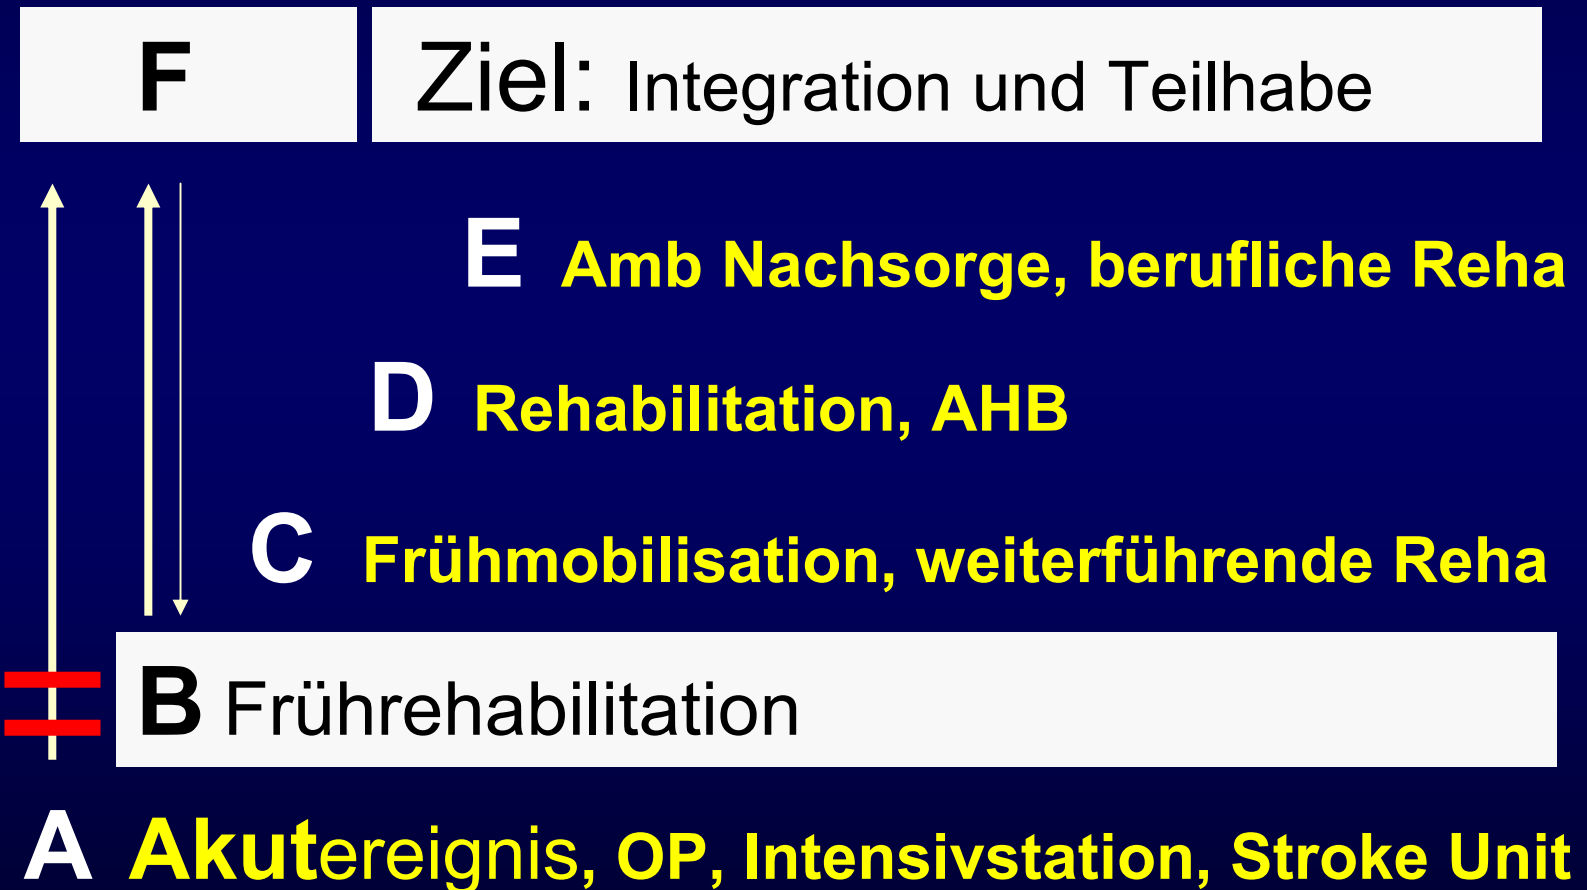 F Ziel: Integration und Teilhabe
E Amb Nachsorge, berufliche Reha
D Rehabilitation, AHB
C Frühmobilisation, weiterführende Reha
B Frührehabilitation
A Akutereignis, OP, Intensivstation, Stroke Unit